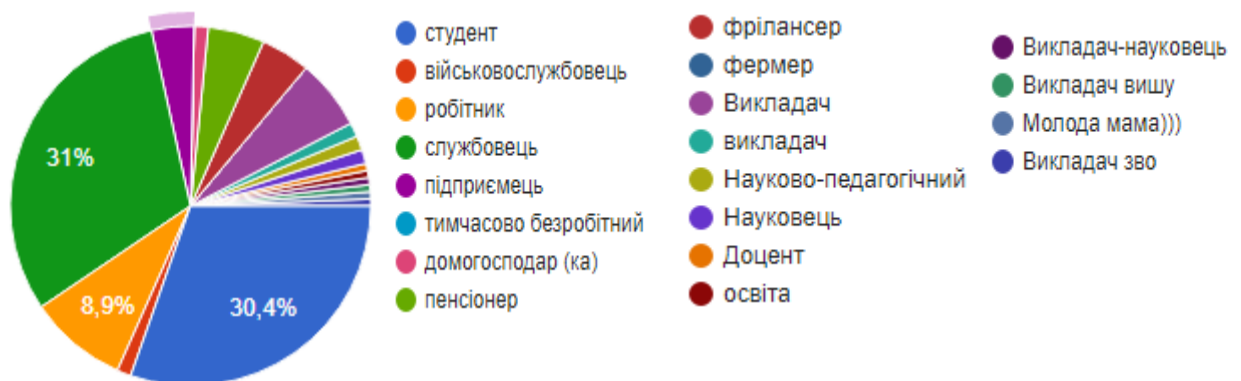 31%
8,9%
30,4%
студент
військовослужбовець
робітник
службовець
підприємець
тимчасово безробітний
домогосподар (ка)
пенсіонер
фрілансер
фермер
Викладач
викладач
Науково-педагогічний
Науковець
Доцент
освіта
Викладач-науковець
Викладач вишу
Молода мама)))
Викладач зво